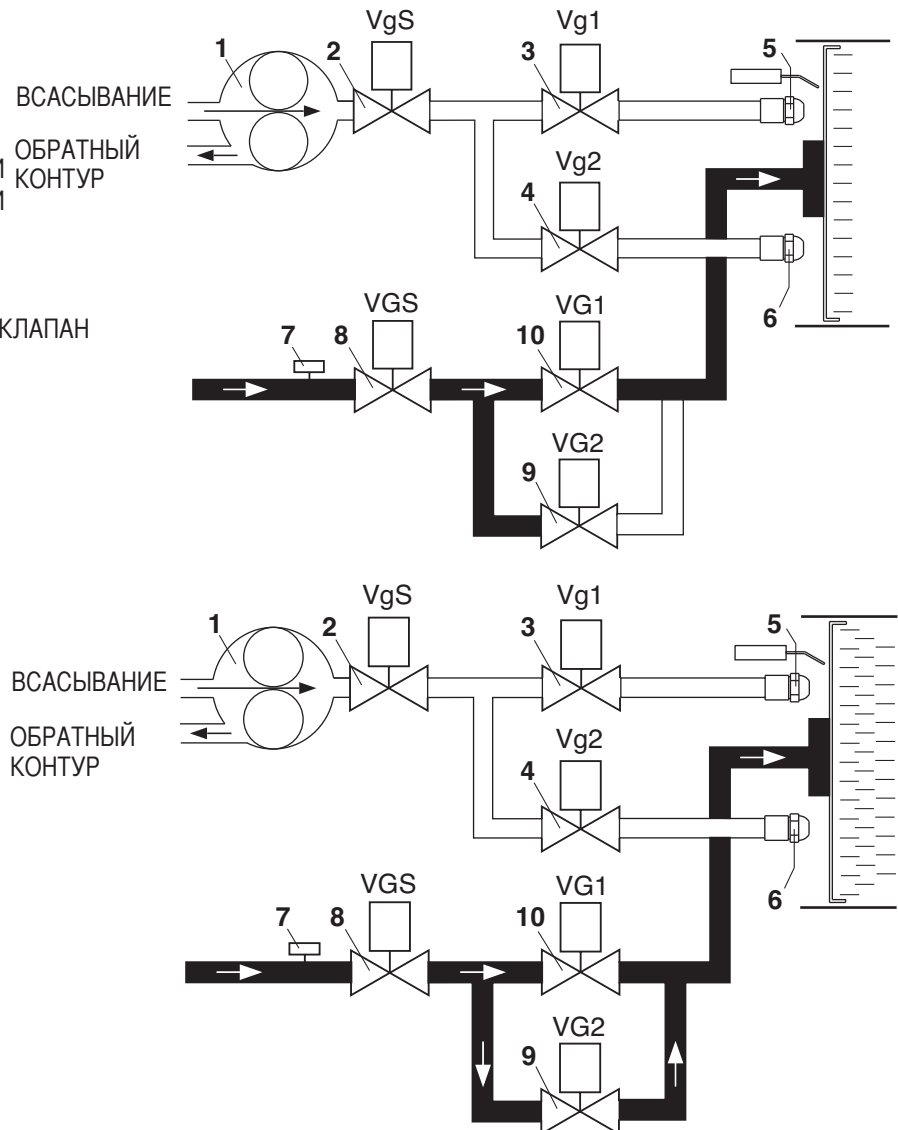 VgS Vg1
1 2 3 5
ВСАСЫВАНИЕ
ОБРАТНЫЙ
КОНТУР
И
И
Vg2
4
6
КЛАПАН
VGS VG1
7 8 10
VG2
9
VgS Vg1
1 2 3 5
ВСАСЫВАНИЕ
ОБРАТНЫЙ
КОНТУР
Vg2
4
6
VGS VG1
7 8 10
VG2
9